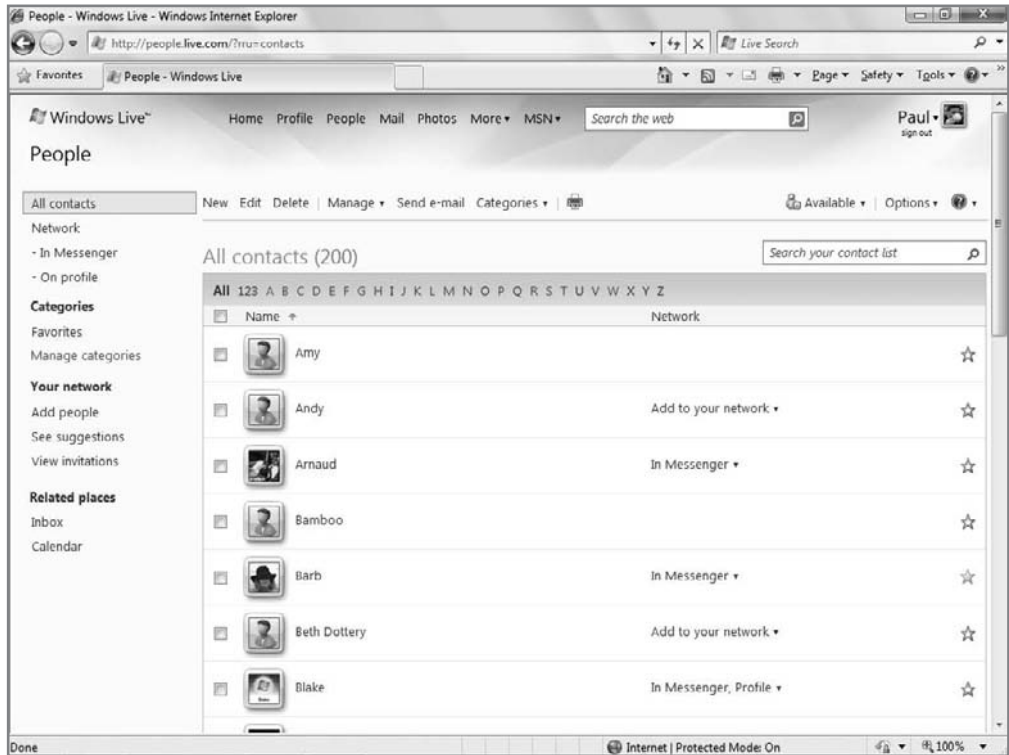 People - Windows Live - Windows Internet Explorer
http://people.live.com/?rru=contacts
Live Search
Favorites
People - Windows Live
Page Safety Tools
Windows Live™
Home Profile People Mail Photos More MSN
Search the web
Paul
sign out
People
All contacts
Network
- In Messenger
- On profile
Categories
Favorites
Manage categories
Your network
Add people
See suggestions
View invitations
Related places
Inbox
Calendar
New Edit Delete | Manage Send e-mail Categories |
Available | Options
All contacts (200)
Search your contact list
All 123 A B C D E F G H I J K L M N O P Q R S T U V W X Y Z
Name Network
Amy
Andy Add to your network
Arnaud In Messenger
Bamboo
Barb In Messenger
Beth Dottery Add to your network
Blake In Messenger, Profile
Done
Internet | Protected Mode: On
100%